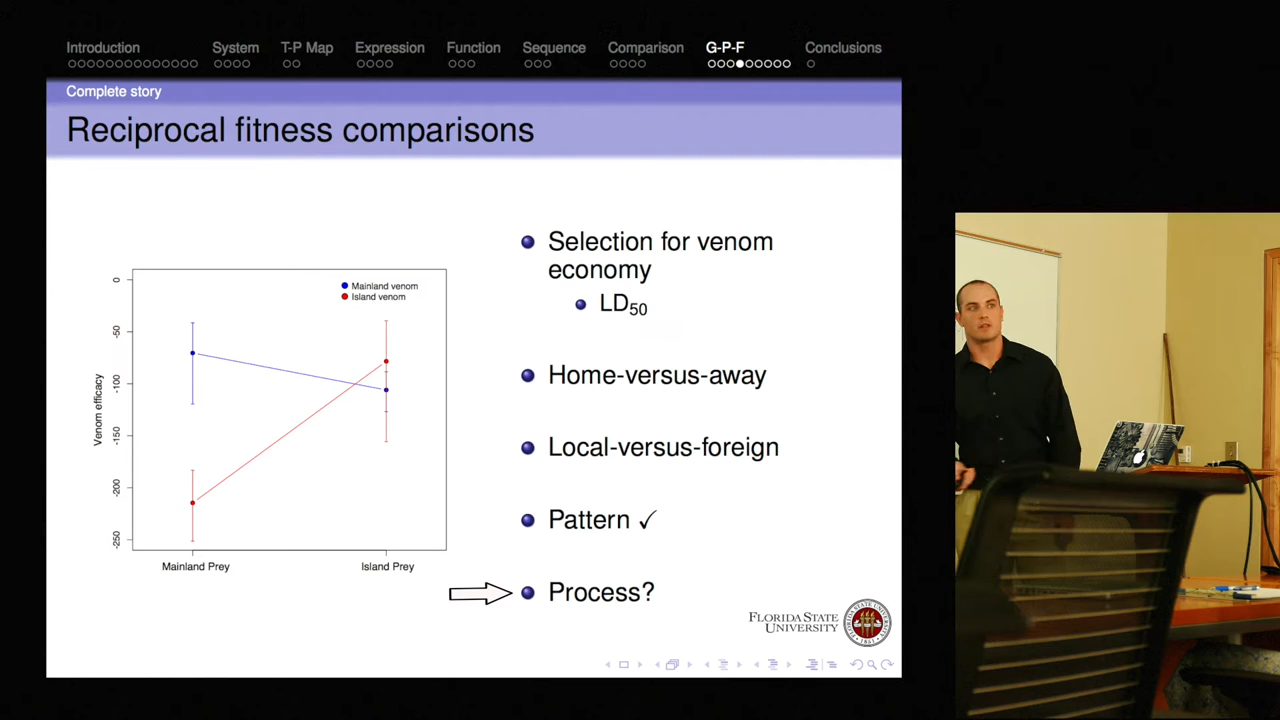 Introduction System T-P Map Expression Function Sequence Comparison G-P-F Conclusions
Complete story
Reciprocal fitness comparisons
Mainland venom
Island venom
Venom efficacy
0
-50
-100
-150
-200
-250
Mainland Prey Island Prey
Selection for venom
economy
LD50
Home-versus-away
Local-versus-foreign
Pattern ✓
Process?
FLORIDA STATE
UNIVERSITY